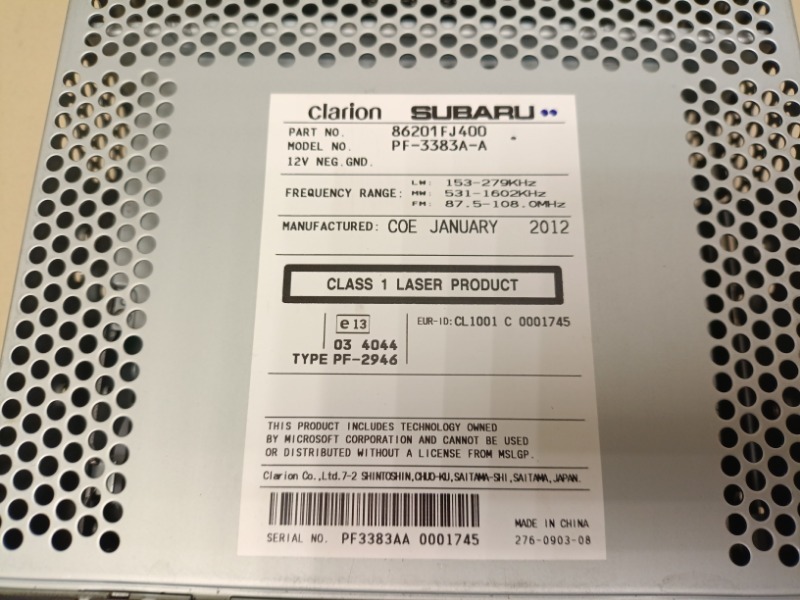 clarion SUBARU
PART NO. 86201FJ400
MODEL NO. PF-3383A-A
12V NEG.GND.
FREQUENCY RANGE: LW: 153-279KHz
MW: 531-1602KHz
FM: 87.5-108.0MHz
MANUFACTURED: COE JANUARY 2012
CLASS 1 LASER PRODUCT
e13 EUR-ID:CL1001 C 0001745
03 4044
TYPE PF-2946
THIS PRODUCT INCLUDES TECHNOLOGY OWNED
BY MICROSOFT CORPORATION AND CANNOT BE USED
OR DISTRIBUTED WITHOUT A LICENSE FROM MSLGP.
Clarion Co.,Ltd.7-2 SHINTOSHIN,CHUO-KU,SAITAMA-SHI,SAITAMA,JAPAN.
MADE IN CHINA
SERIAL NO. PF3383AA 0001745 276-0903-08